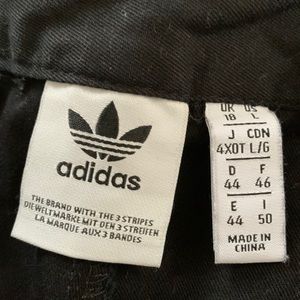 adidas
THE BRAND WITH THE 3 STRIPES
DIE WELTMARKE MIT DEN 3 STREIFEN
LA MARQUE AUX 3 BANDES
UK US
18 L
J CDN
4XOT L/G
D F
44 46
E I
44 50
MADE IN
CHINA